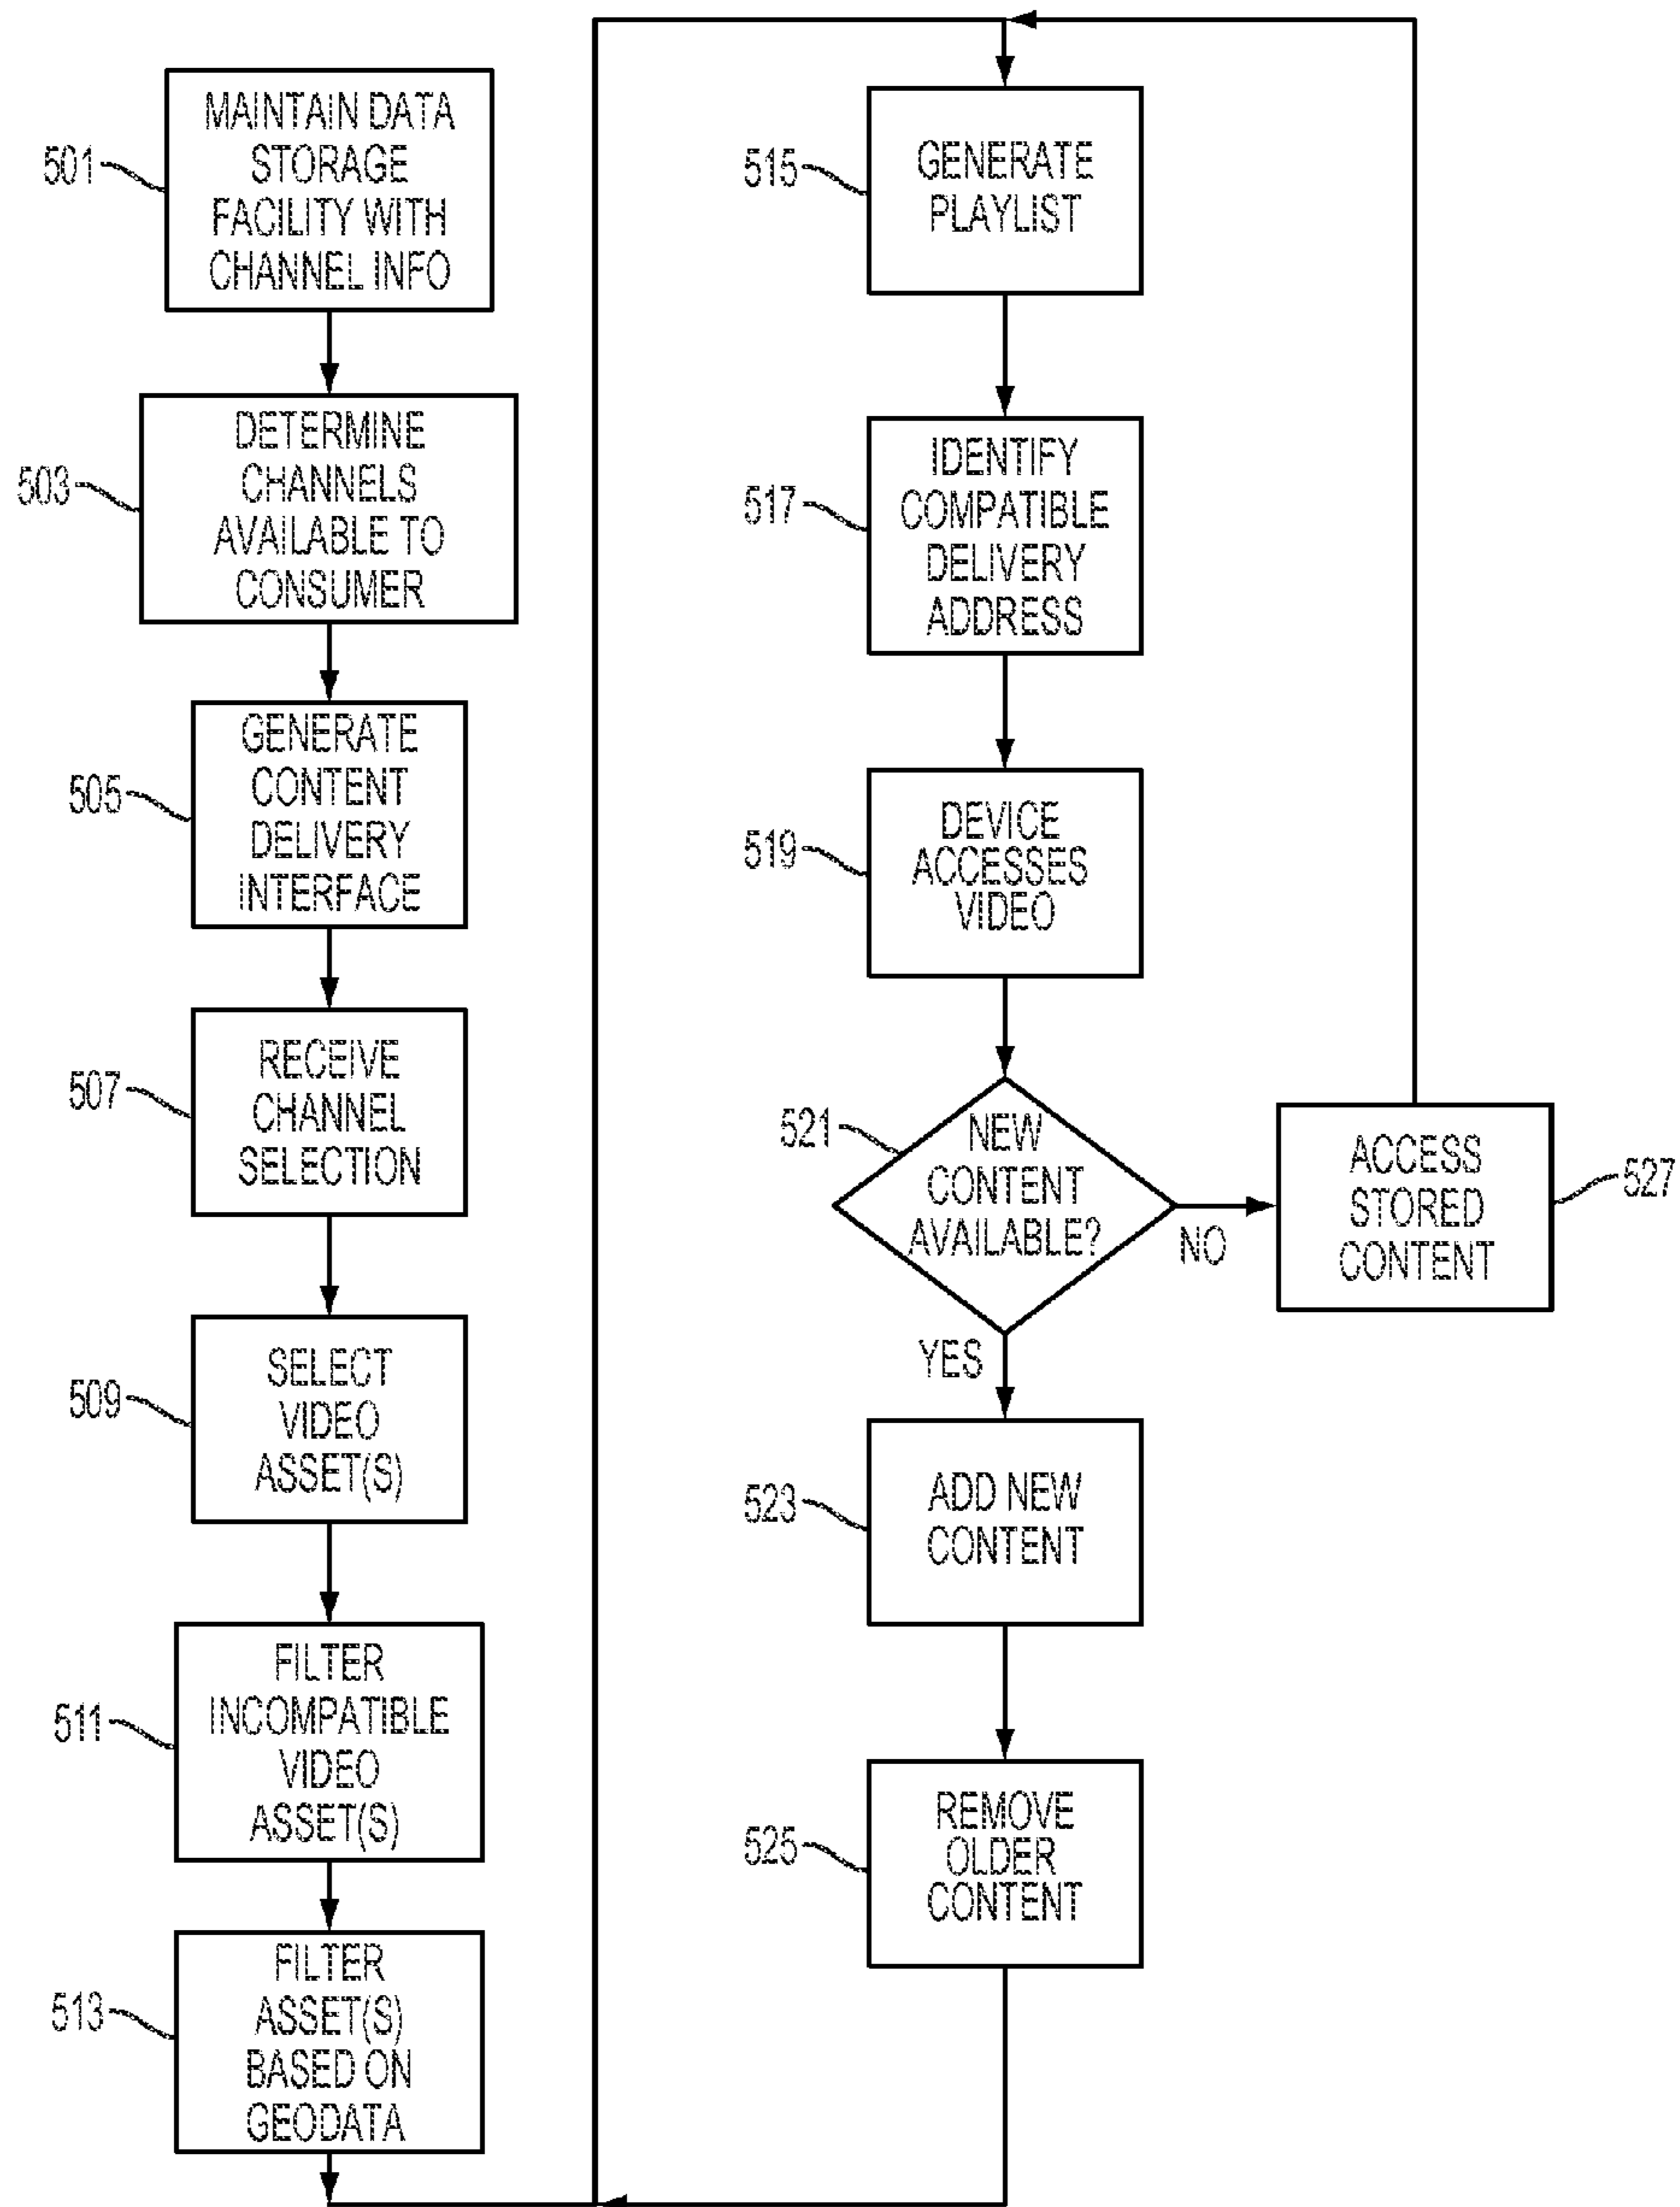 501
MAINTAIN DATA
STORAGE
FACILITY WITH
CHANNEL INFO
503
DETERMINE
CHANNELS
AVAILABLE TO
CONSUMER
505
GENERATE
CONTENT
DELIVERY
INTERFACE
507
RECEIVE
CHANNEL
SELECTION
509
SELECT
VIDEO
ASSET(S)
511
FILTER
INCOMPATIBLE
VIDEO
ASSET(S)
513
FILTER
ASSET(S)
BASED ON
GEODATA
515
GENERATE
PLAYLIST
517
IDENTIFY
COMPATIBLE
DELIVERY
ADDRESS
519
DEVICE
ACCESSES
VIDEO
521
NEW
CONTENT
AVAILABLE?
NO
YES
527
ACCESS
STORED
CONTENT
523
ADD NEW
CONTENT
525
REMOVE
OLDER
CONTENT